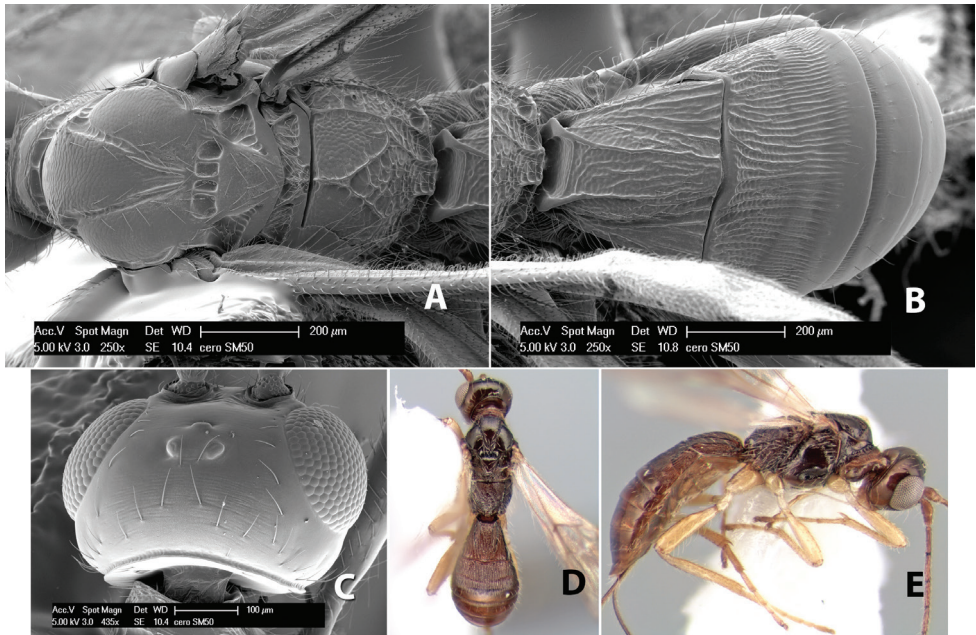 A
Acc.V Spot Magn Det WD 200 µm
5.00 kV 3.0 250x SE 10.4 cero SM50
B
Acc.V Spot Magn Det WD 200 µm
5.00 kV 3.0 250x SE 10.8 cero SM50
C
Acc.V Spot Magn Det WD 100 µm
5.00 kV 3.0 435x SE 10.4 cero SM50
D
E